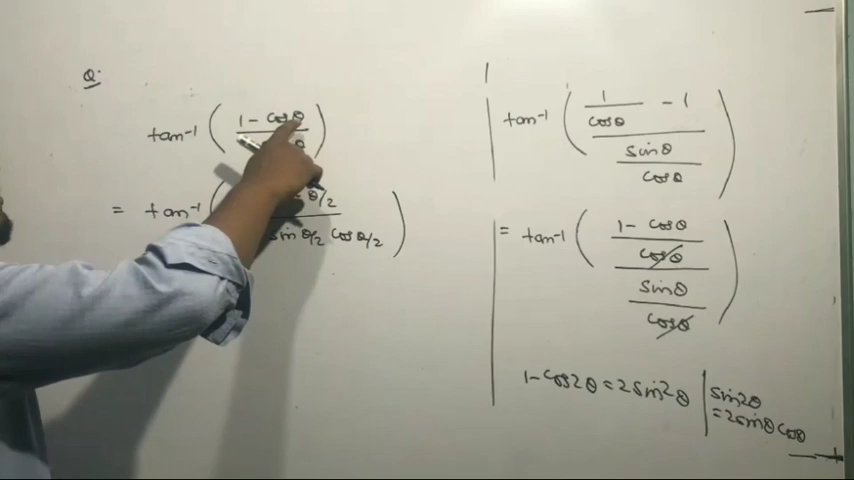 Q:
tan⁻¹ ( 1 - cosθ / θ )
= tan⁻¹ ( θ/2 / sin θ/2 cos θ/2 )
tan⁻¹ ( 1/cosθ - 1 / sinθ/cosθ )
= tan⁻¹ ( 1 - cosθ/cosθ / sinθ/cosθ )
1-cos2θ = 2sin²θ | sin2θ
= 2sinθ cosθ